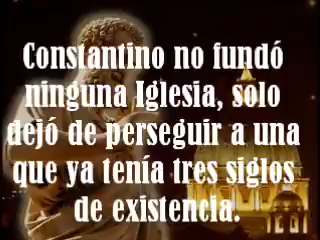 Constantino no fundó
ninguna Iglesia, solo
dejó de perseguir a una
que ya tenía tres siglos
de existencia.